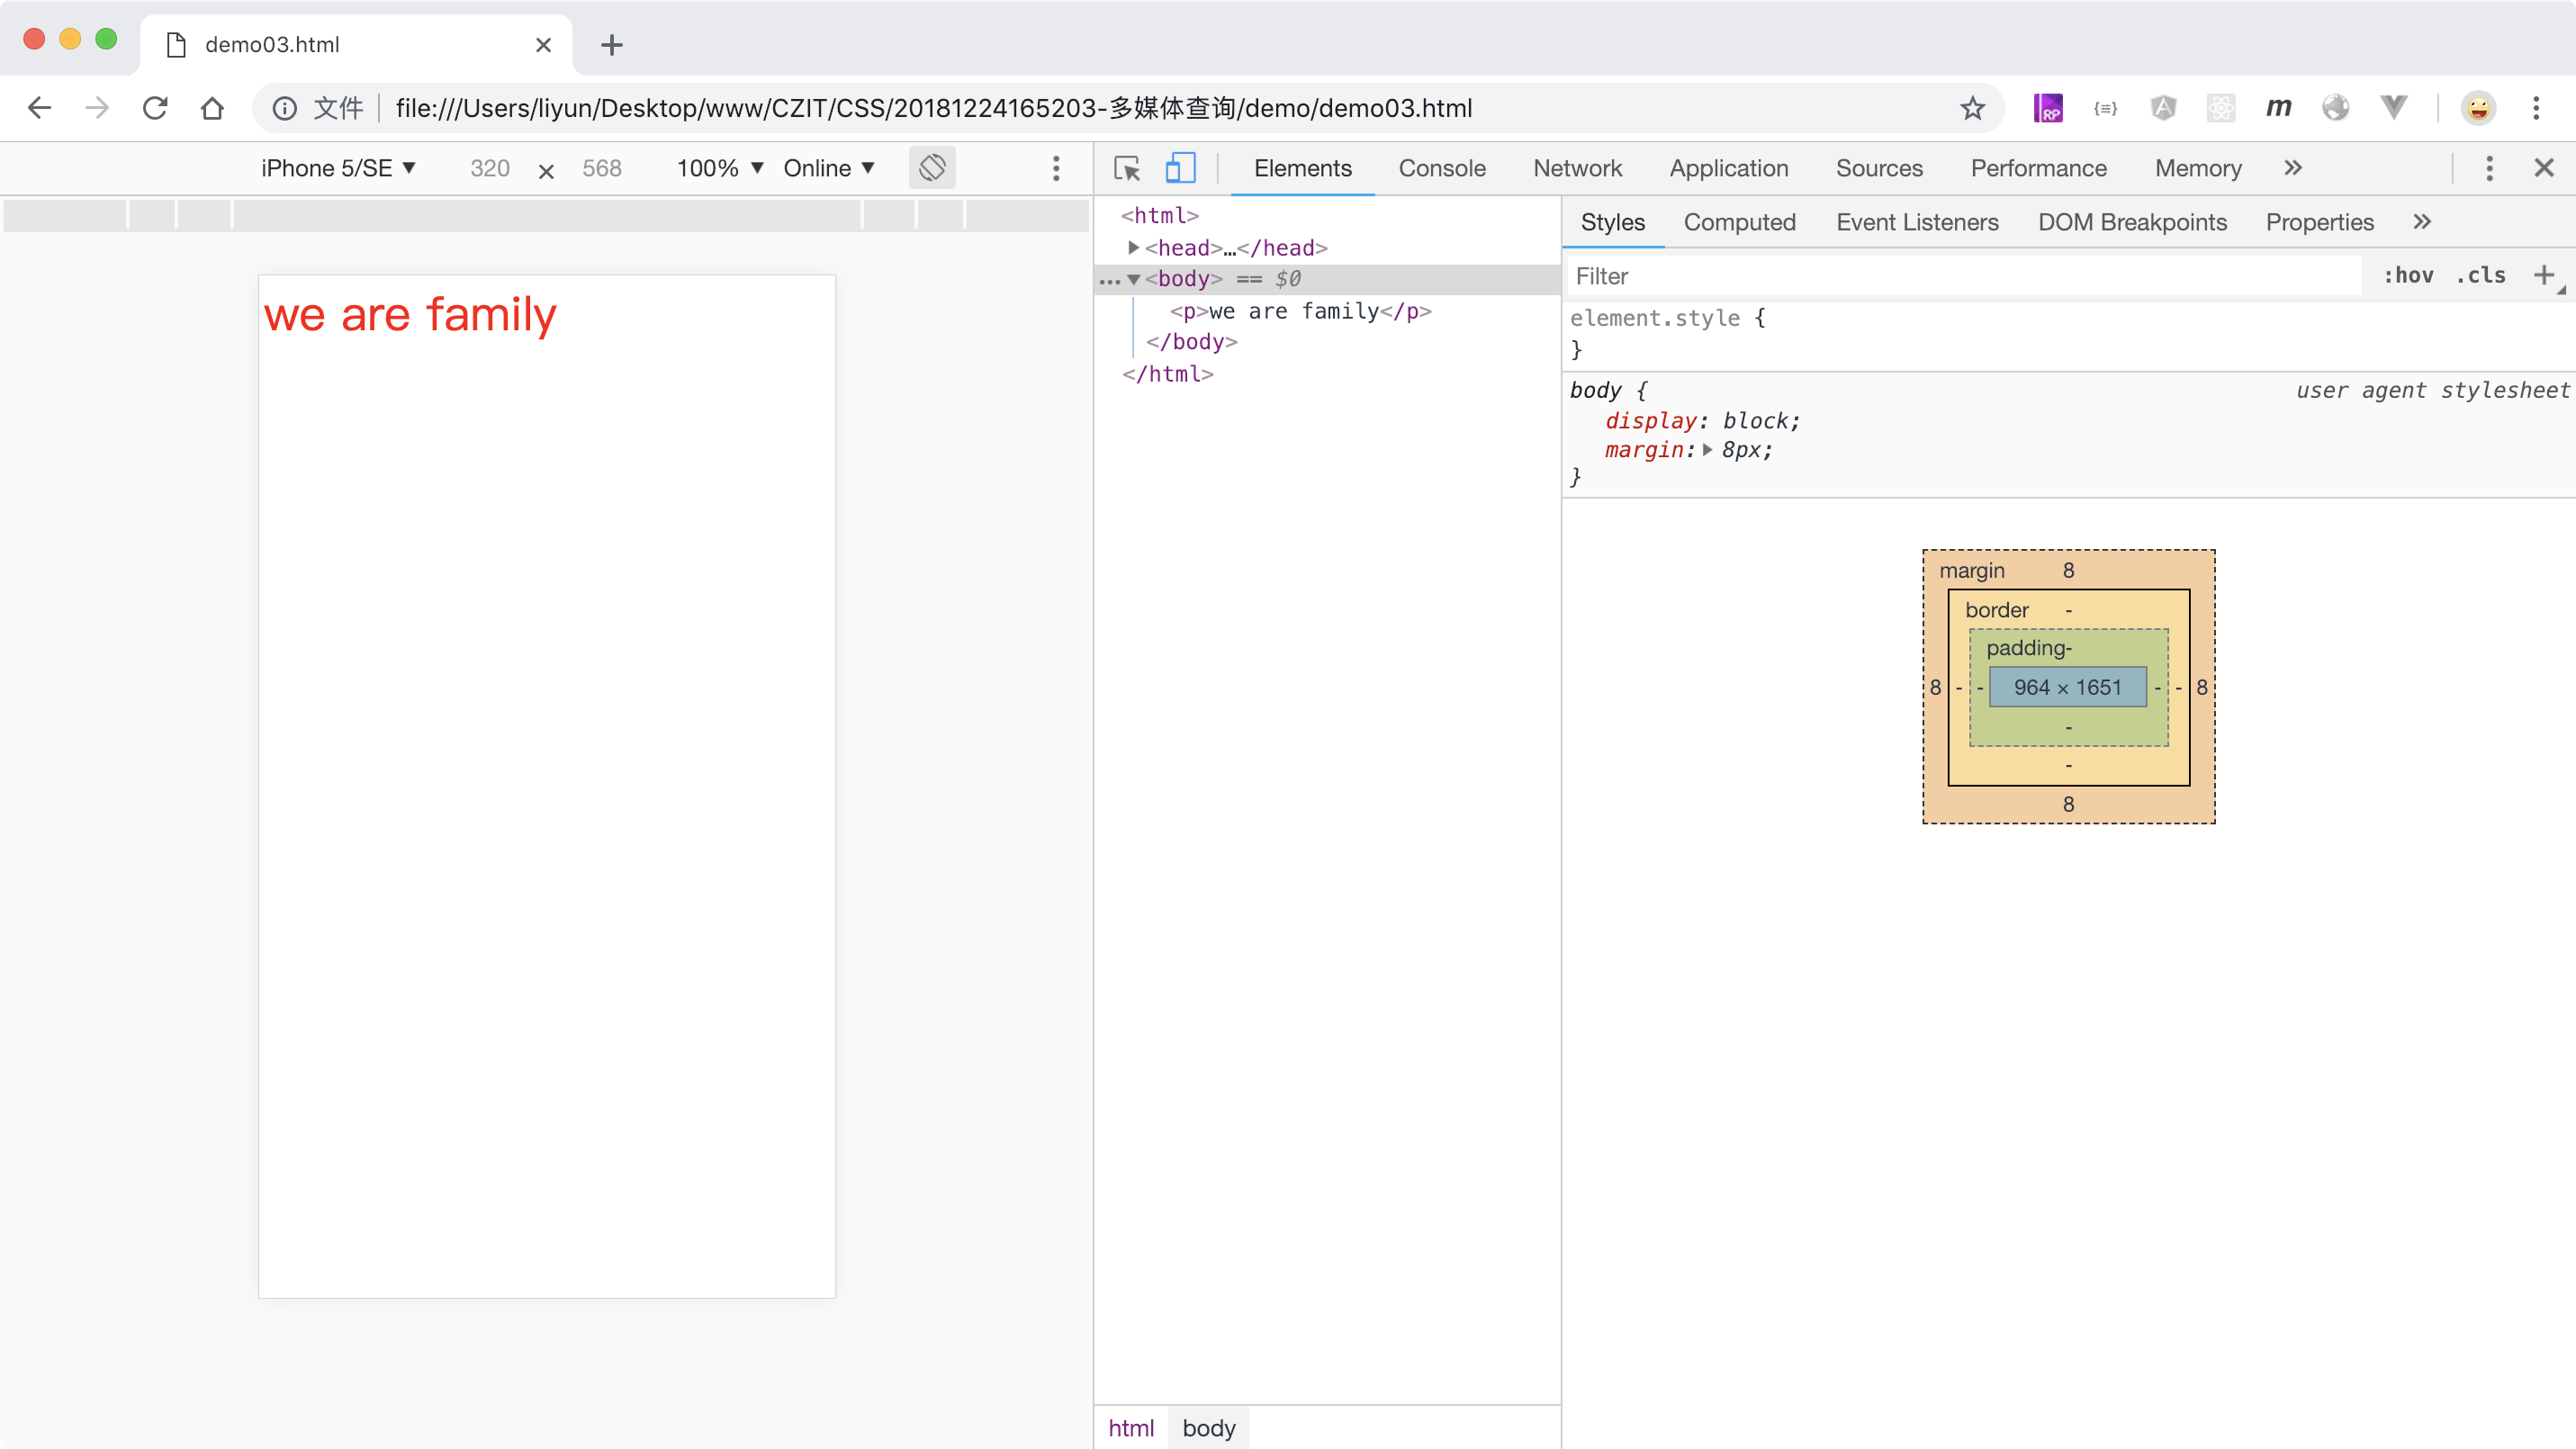 demo03.html
文件 file:///Users/liyun/Desktop/www/CZIT/CSS/20181224165203-多媒体查询/demo/demo03.html
RP
m
iPhone 5/SE ▼ 320 × 568 100% ▼ Online ▼
Elements Console Network Application Sources Performance Memory »
we are family
<html>
<head>…</head>
<body> == $0
<p>we are family</p>
</body>
</html>
html body
Styles Computed Event Listeners DOM Breakpoints Properties »
Filter :hov .cls +
element.style {
}
body { user agent stylesheet
display: block;
margin: 8px;
}
margin 8
border -
padding-
8 - - 964 × 1651 - - 8
-
-
8